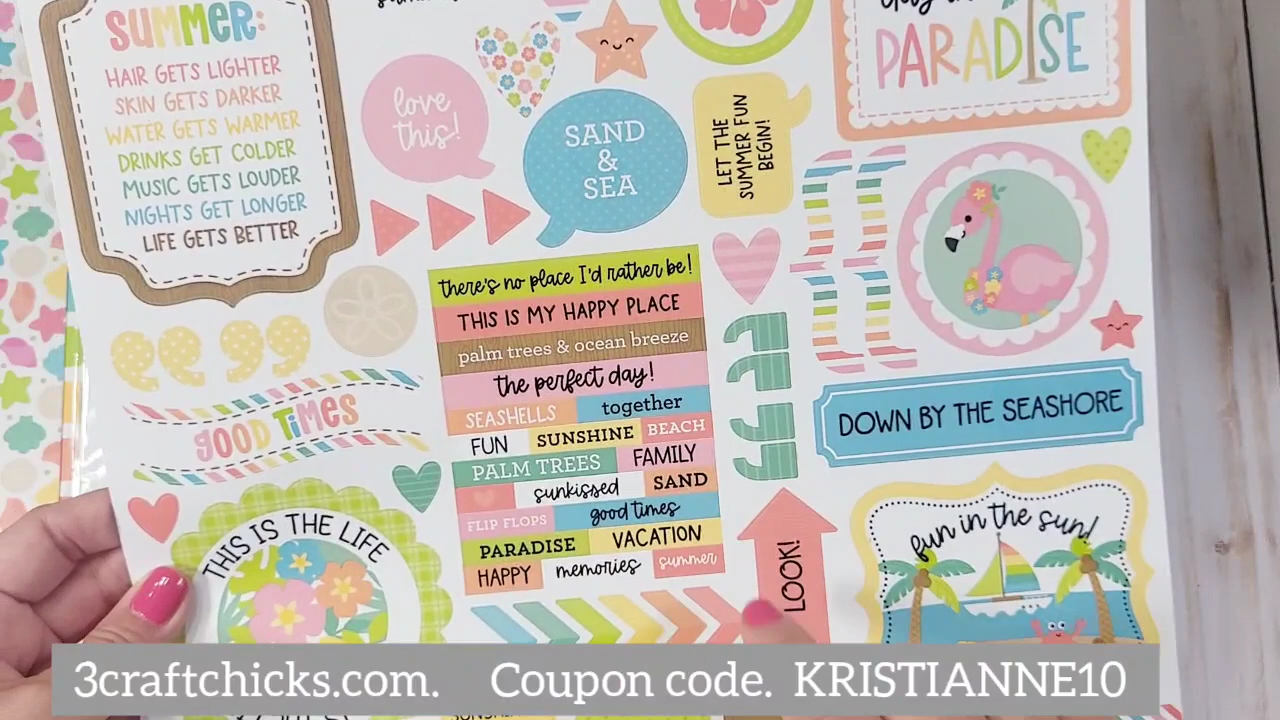 SUMMER:
HAIR GETS LIGHTER
SKIN GETS DARKER
WATER GETS WARMER
DRINKS GET COLDER
MUSIC GETS LOUDER
NIGHTS GET LONGER
LIFE GETS BETTER
love
this!
SAND
&
SEA
LET THE
SUMMER FUN
BEGIN!
PARADISE
there's no place I'd rather be!
THIS IS MY HAPPY PLACE
palm trees & ocean breeze
the perfect day!
SEASHELLS together
FUN SUNSHINE BEACH
PALM TREES FAMILY
sunkissed SAND
FLIP FLOPS good times
PARADISE VACATION
HAPPY memories summer
GOOD TIMES
DOWN BY THE SEASHORE
THIS IS THE LIFE
LOOK!
fun in the sun!
3craftchicks.com. Coupon code. KRISTIANNE10